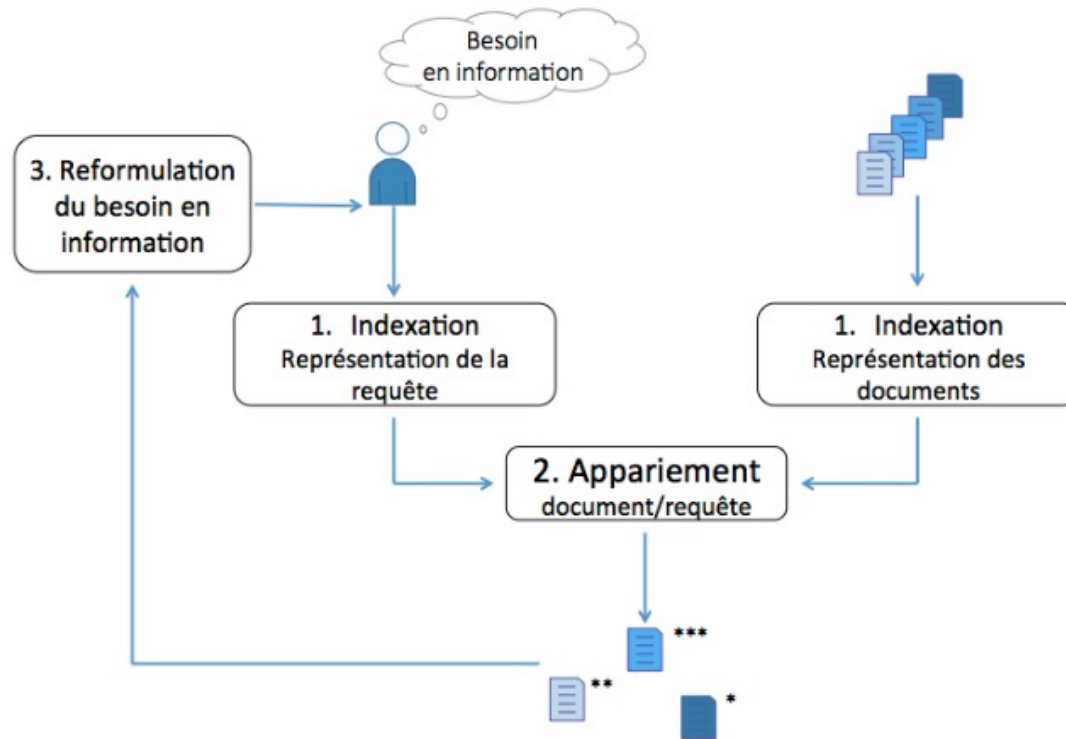 Besoin
en information
3. Reformulation
du besoin en
information
1. Indexation
Représentation de la
requête
1. Indexation
Représentation des
documents
2. Appariement
document/requête
***
**
*